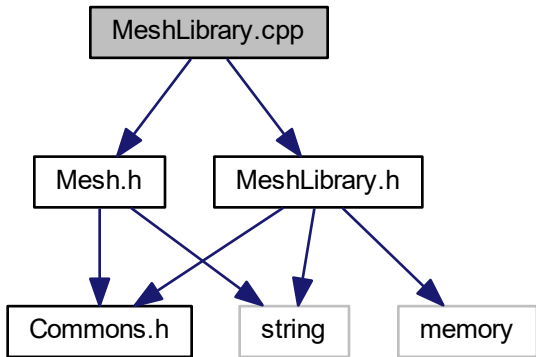 MeshLibrary.cpp
Mesh.h
MeshLibrary.h
Commons.h
string
memory